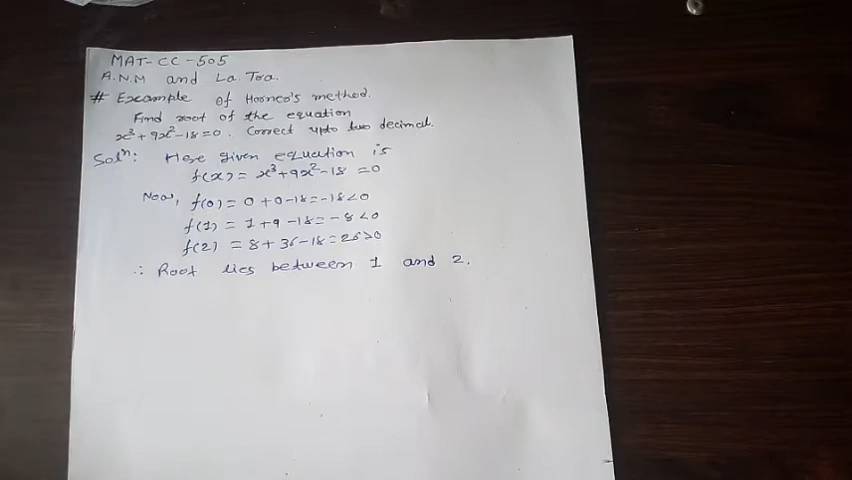 MAT-CC-505
A.N.M and La. Tra.
# Example of Horner's method.
Find root of the equation
x³+9x²-18=0. Correct upto two decimal.
Solⁿ: Here given equation is
f(x) = x³+9x²-18 =0
Now, f(0) = 0+0-18=-18<0
f(1) = 1+9-18=-8<0
f(2) = 8+36-18=26>0
∴ Root lies between 1 and 2.